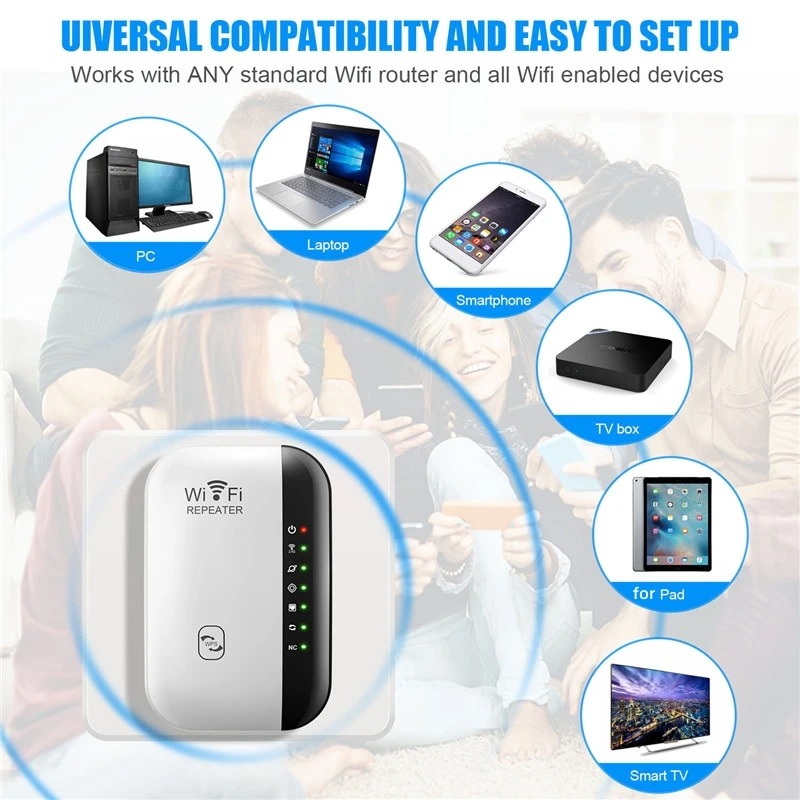 UIVERSAL COMPATIBILITY AND EASY TO SET UP
Works with ANY standard Wifi router and all Wifi enabled devices
PC
Laptop
Smartphone
TV box
for Pad
Smart TV
Wi Fi
REPEATER
WPS
NC